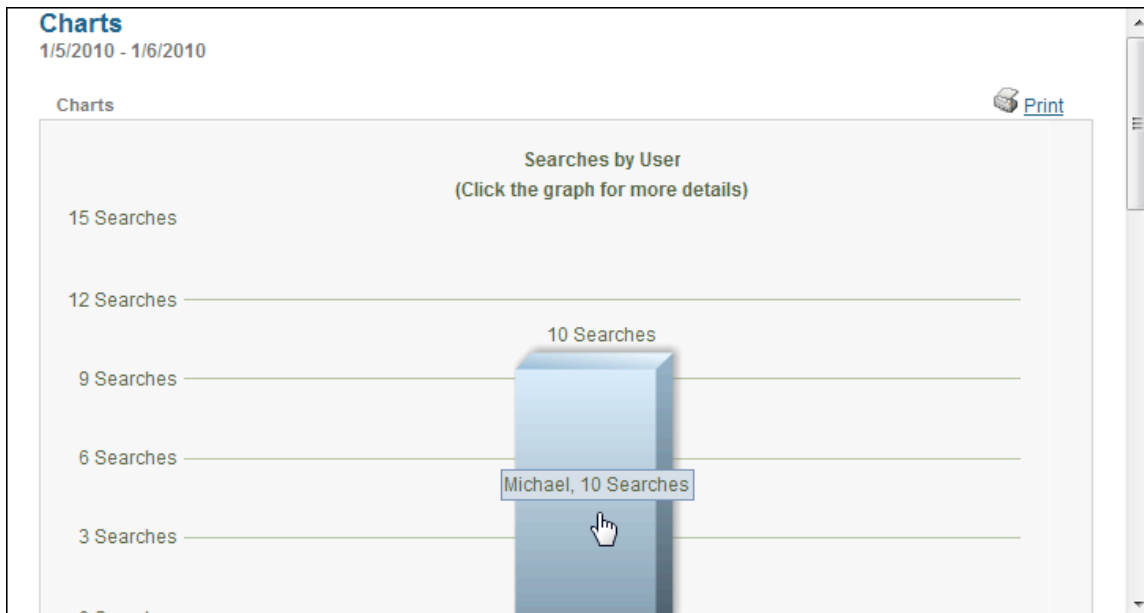 Charts
1/5/2010 - 1/6/2010
Charts
Print
Searches by User
(Click the graph for more details)
15 Searches
12 Searches
10 Searches
9 Searches
6 Searches
Michael, 10 Searches
3 Searches